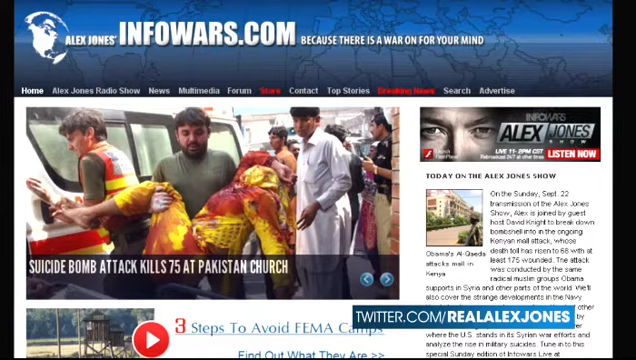 ALEX JONES' INFOWARS.COM BECAUSE THERE IS A WAR ON FOR YOUR MIND
Home Alex Jones Radio Show News Multimedia Forum Store Contact Top Stories Breaking News Search Advertise
SUICIDE BOMB ATTACK KILLS 75 AT PAKISTAN CHURCH
3 Steps To Avoid FEMA Camps
Find Out What They Are >>
INFOWARS
ALEX JONES
SHOW
LIVE 11-2PM CST
LISTEN NOW
TODAY ON THE ALEX JONES SHOW
Obama's Al-Qaeda
attacks mall in
Kenya
On the Sunday, Sept. 22
transmission of the Alex
Jones Show, Alex is joined by guest
host David Knight to break down
bombshell info in the ongoing
Kenyan mall attack, whose
death toll has risen to 68 with at
least 175 wounded. The attack
was conducted by the same
radical muslim groups Obama
supports in Syria and other parts of the world. We'll
also cover the strange developments in the Navy
TWITTER.COM/REALALEXJONES
where the U.S. stands in its Syrian war efforts and
analyze the rise in military suicides. Tune in to this
special Sunday edition of Infowars Live at